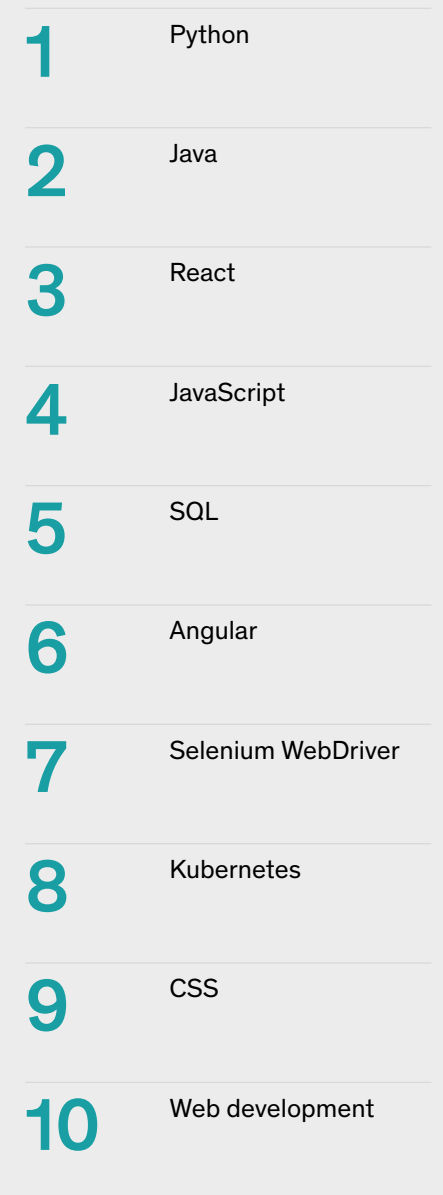 1 Python
2 Java
3 React
4 JavaScript
5 SQL
6 Angular
7 Selenium WebDriver
8 Kubernetes
9 CSS
10 Web development